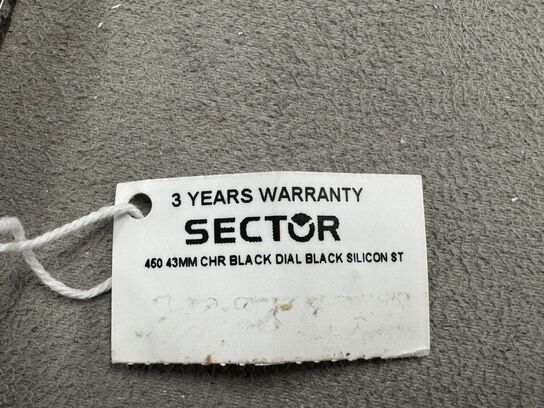 3 YEARS WARRANTY
SECTOR
450 43MM CHR BLACK DIAL BLACK SILICON ST